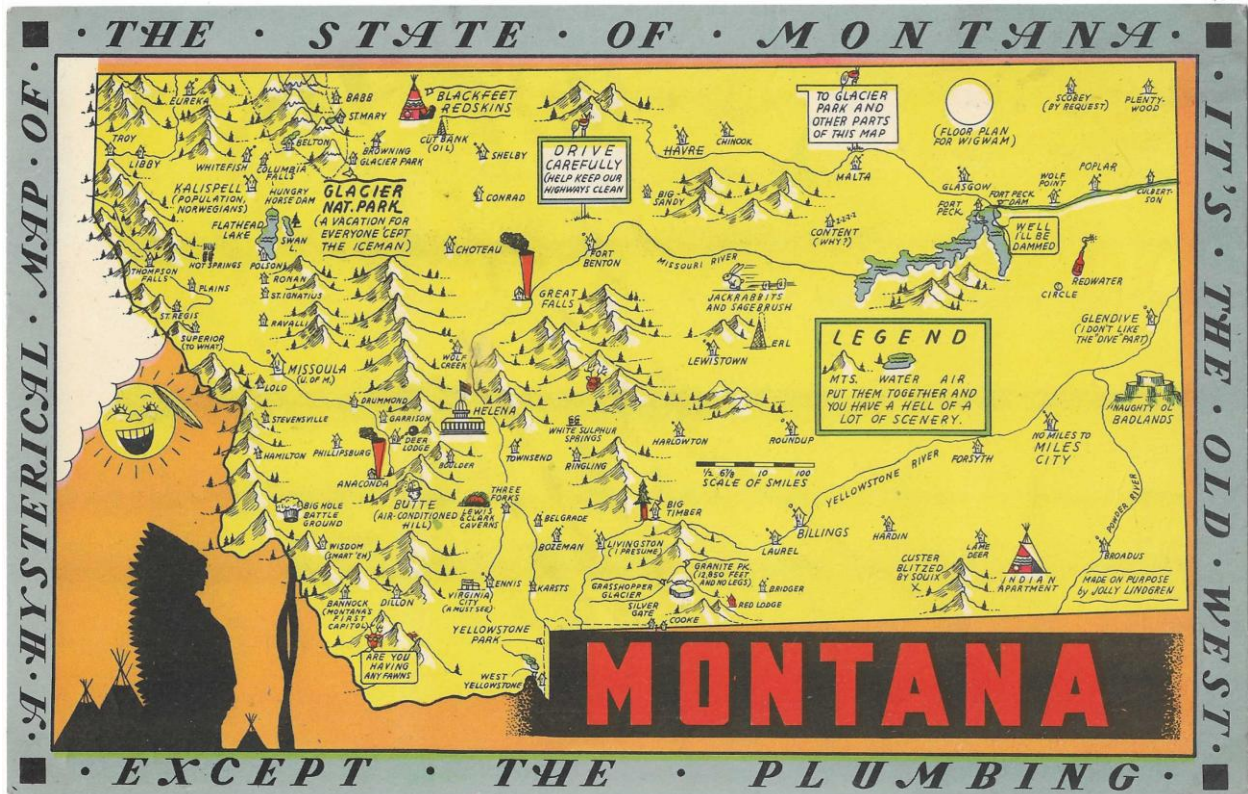 · A · HYSTERICAL · MAP · OF ·
· THE · STATE · OF · MONTANA ·
· IT'S · THE · OLD · WEST ·
· EXCEPT · THE · PLUMBING ·
EUREKA
BABB
ST. MARY
BLACKFEET
REDSKINS
TO GLACIER
PARK AND
OTHER PARTS
OF THIS MAP
(FLOOR PLAN
FOR WIGWAM)
SCOBEY
(BY REQUEST)
PLENTY-
WOOD
TROY
LIBBY
WHITEFISH
COLUMBIA
FALLS
BELTON
BROWNING
GLACIER PARK
CUT BANK
(OIL)
SHELBY
DRIVE
CAREFULLY
(HELP KEEP OUR
HIGHWAYS CLEAN
HAVRE
CHINOOK
MALTA
GLASGOW
FORT
PECK
FORT PECK
DAM
WOLF
POINT
POPLAR
CULBERT-
SON
KALISPELL
(POPULATION,
NORWEGIANS)
HUNGRY
HORSE DAM
GLACIER
NAT. PARK
(A VACATION FOR
EVERYONE 'CEPT
THE ICEMAN)
CONRAD
BIG
SANDY
CONTENT
(WHY?)
ZZZZ
WELL
I'LL BE
DAMMED
FLATHEAD
LAKE
SWAN
POLSON
HOT SPRINGS
THOMPSON
FALLS
PLAINS
RONAN
ST. IGNATIUS
CHOTEAU
FORT
BENTON
MISSOURI RIVER
REDWATER
CIRCLE
GREAT
FALLS
JACKRABBITS
AND SAGEBRUSH
ST. REGIS
RAVALLI
SUPERIOR
(TO WHAT)
ERL
LEWISTOWN
GLENDIVE
(I DON'T LIKE
THE 'DIVE' PART)
LEGEND
MTS. WATER AIR
PUT THEM TOGETHER AND
YOU HAVE A HELL OF A
LOT OF SCENERY.
MISSOULA
(U. OF M.)
LOLO
WOLF
CREEK
DRUMMOND
HELENA
STEVENSVILLE
GARRISON
DEER
LODGE
WHITE SULPHUR
SPRINGS
HARLOWTON
ROUNDUP
NAUGHTY OL'
BADLANDS
HAMILTON
PHILLIPSBURG
BOULDER
TOWNSEND
RINGLING
FORSYTH
NO MILES TO
MILES
CITY
ANACONDA
½ 6⅞ 10 100
SCALE OF SMILES
YELLOWSTONE RIVER
POWDER RIVER
BIG HOLE
BATTLE
GROUND
BUTTE
(AIR-CONDITIONED
HILL)
THREE
FORKS
LEWIS
& CLARK
CAVERNS
BIG
TIMBER
BELGRADE
BOZEMAN
LIVINGSTON
(I PRESUME)
LAUREL
BILLINGS
HARDIN
LAME
DEER
BROADUS
WISDOM
(SMART 'EH)
CUSTER
BLITZED
BY SOUIX
X
INDIAN
APARTMENT
GRANITE PK.
(12,850 FEET
AND NO LEGS)
GRASSHOPPER
GLACIER
BRIDGER
RED LODGE
SILVER
GATE
COOKE
BANNOCK
(MONTANA'S
FIRST
CAPITOL)
DILLON
VIRGINIA
CITY
(A MUST SEE)
ENNIS
KARSTS
MADE ON PURPOSE
by JOLLY LINDGREN
YELLOWSTONE
PARK
ARE YOU
HAVING
ANY FAWNS
WEST
YELLOWSTONE
MONTANA